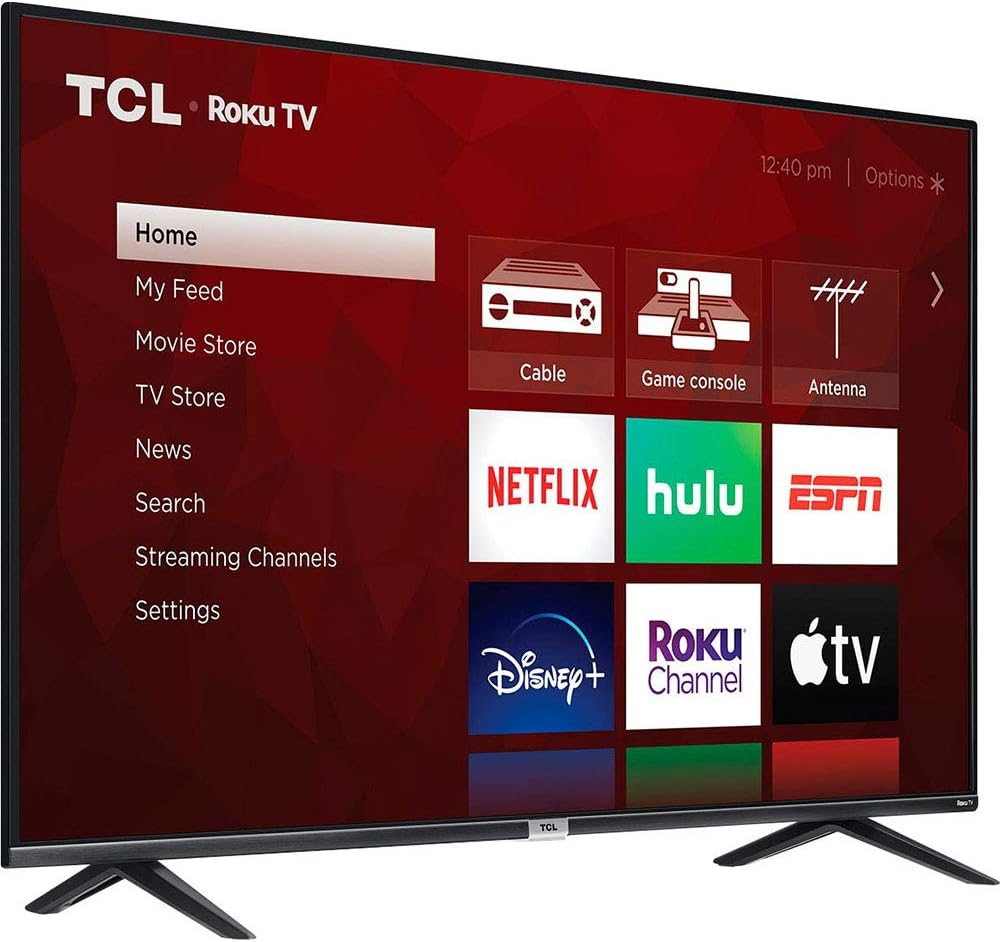 TCL • Roku TV
12:40 pm | Options *
Home
My Feed
Movie Store
TV Store
News
Search
Streaming Channels
Settings
Cable
Game console
Antenna
NETFLIX
hulu
ESPN
Disney+
Roku Channel
tv
TCL
Roku TV